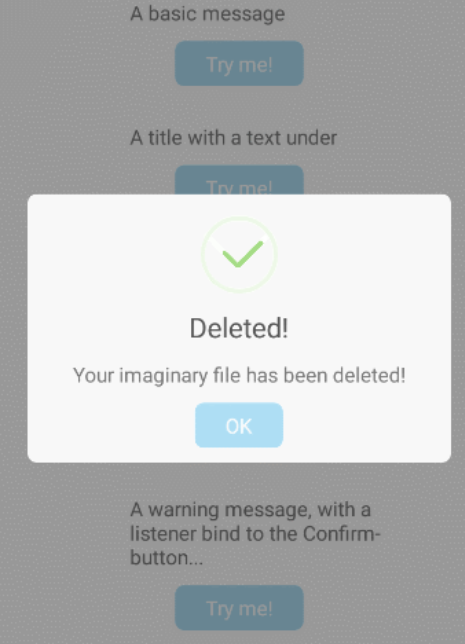 A basic message
Try me!
A title with a text under
Try me!
Deleted!
Your imaginary file has been deleted!
OK
A warning message, with a
listener bind to the Confirm-
button...
Try me!